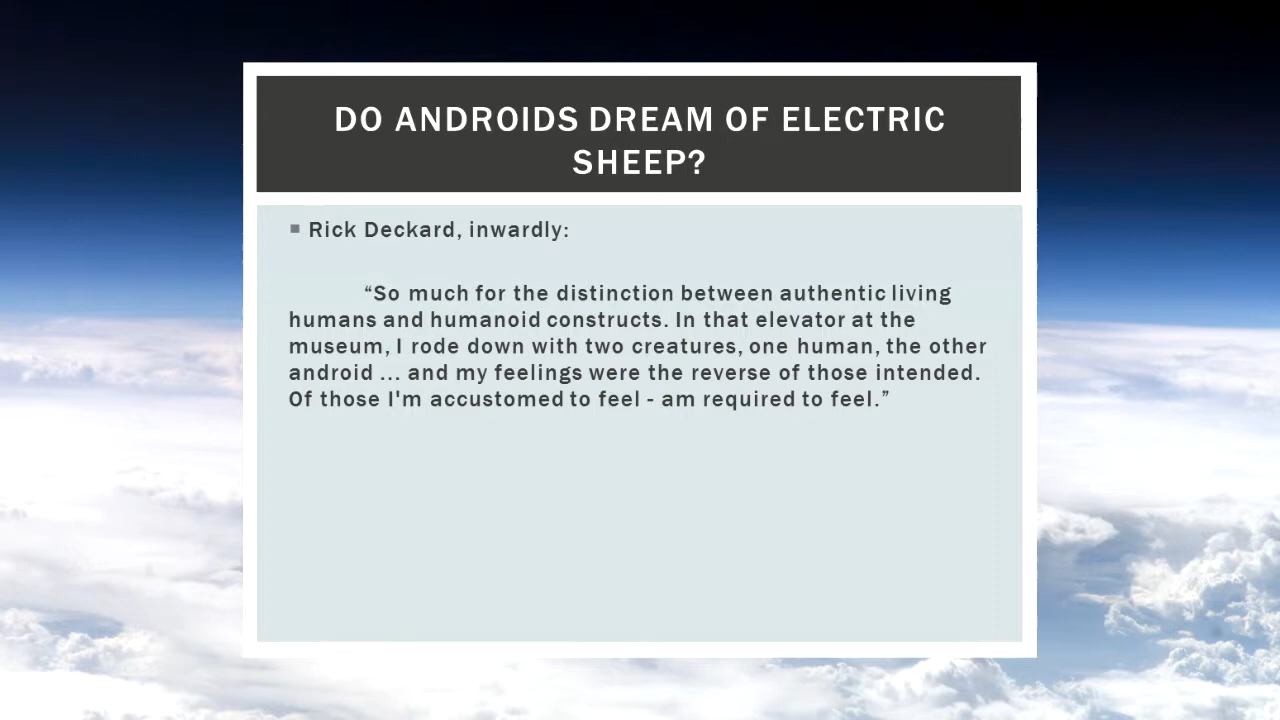 DO ANDROIDS DREAM OF ELECTRIC
SHEEP?
Rick Deckard, inwardly:
“So much for the distinction between authentic living
humans and humanoid constructs. In that elevator at the
museum, I rode down with two creatures, one human, the other
android ... and my feelings were the reverse of those intended.
Of those I'm accustomed to feel - am required to feel.”